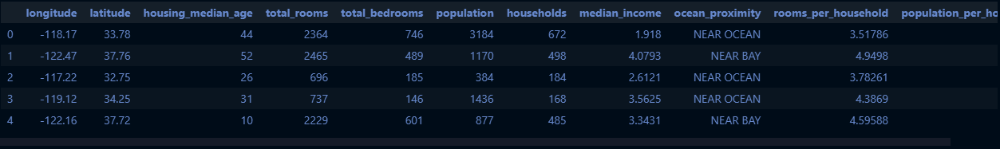 longitude latitude housing_median_age total_rooms total_bedrooms population households median_income ocean_proximity rooms_per_household population_per_ho
0 -118.17 33.78 44 2364 746 3184 672 1.918 NEAR OCEAN 3.51786
1 -122.47 37.76 52 2465 489 1170 498 4.0793 NEAR BAY 4.9498
2 -117.22 32.75 26 696 185 384 184 2.6121 NEAR OCEAN 3.78261
3 -119.12 34.25 31 737 146 1436 168 3.5625 NEAR OCEAN 4.3869
4 -122.16 37.72 10 2229 601 877 485 3.3431 NEAR BAY 4.59588